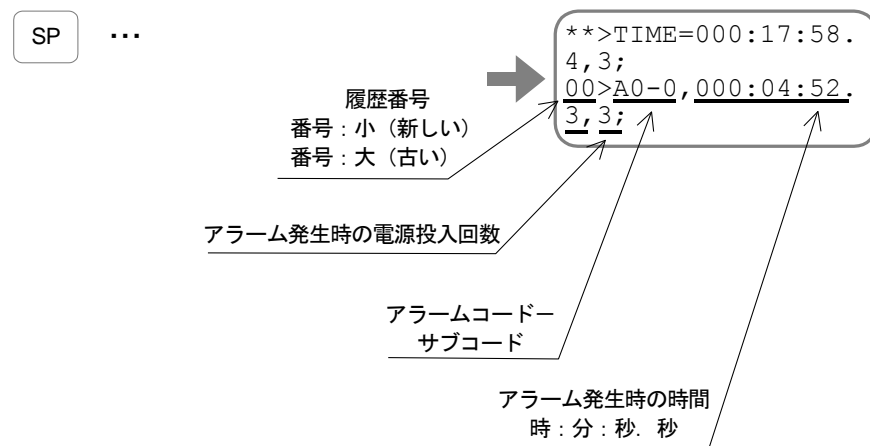 SP …
**>TIME=000:17:58.
4,3;
00>A0-0,000:04:52.
3,3;
履歴番号
番号：小（新しい）
番号：大（古い）
アラーム発生時の電源投入回数
アラームコード－
サブコード
アラーム発生時の時間
時：分：秒．秒